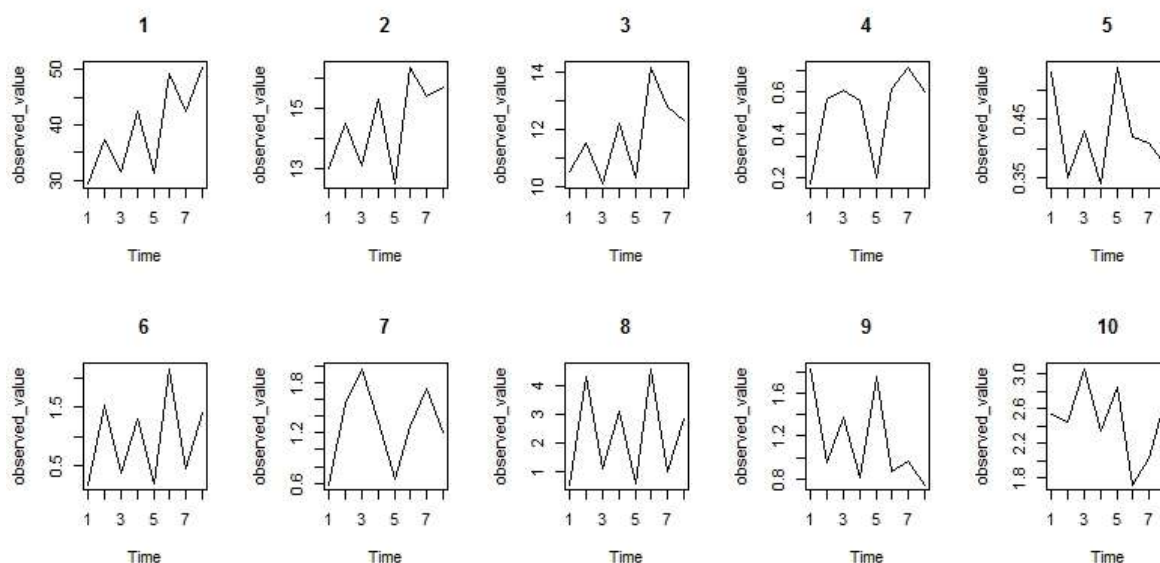 1 2 3 4 5
observed_value observed_value observed_value observed_value observed_value
30 40 50
13 15
10 12 14
0.2 0.4 0.6
0.35 0.45
1 3 5 7 1 3 5 7 1 3 5 7 1 3 5 7 1 3 5 7
Time Time Time Time Time
6 7 8 9 10
observed_value observed_value observed_value observed_value observed_value
0.5 1.5
0.6 1.2 1.8
1 2 3 4
0.8 1.2 1.6
1.8 2.2 2.6 3.0
1 3 5 7 1 3 5 7 1 3 5 7 1 3 5 7 1 3 5 7
Time Time Time Time Time